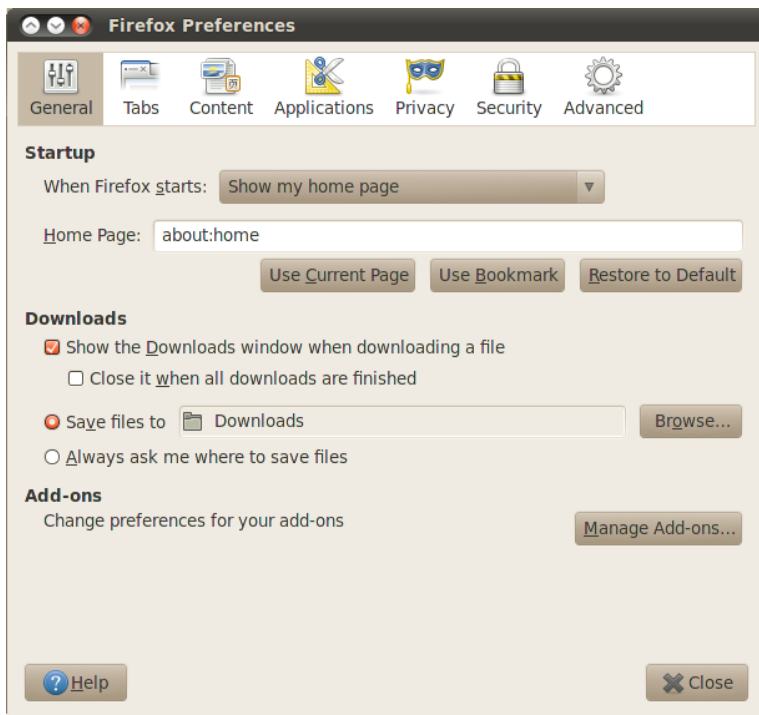 Firefox Preferences
General Tabs Content Applications Privacy Security Advanced
Startup
When Firefox starts: Show my home page
Home Page: about:home
Use Current Page Use Bookmark Restore to Default
Downloads
Show the Downloads window when downloading a file
Close it when all downloads are finished
Save files to Downloads Browse...
Always ask me where to save files
Add-ons
Change preferences for your add-ons
Manage Add-ons...
Help Close